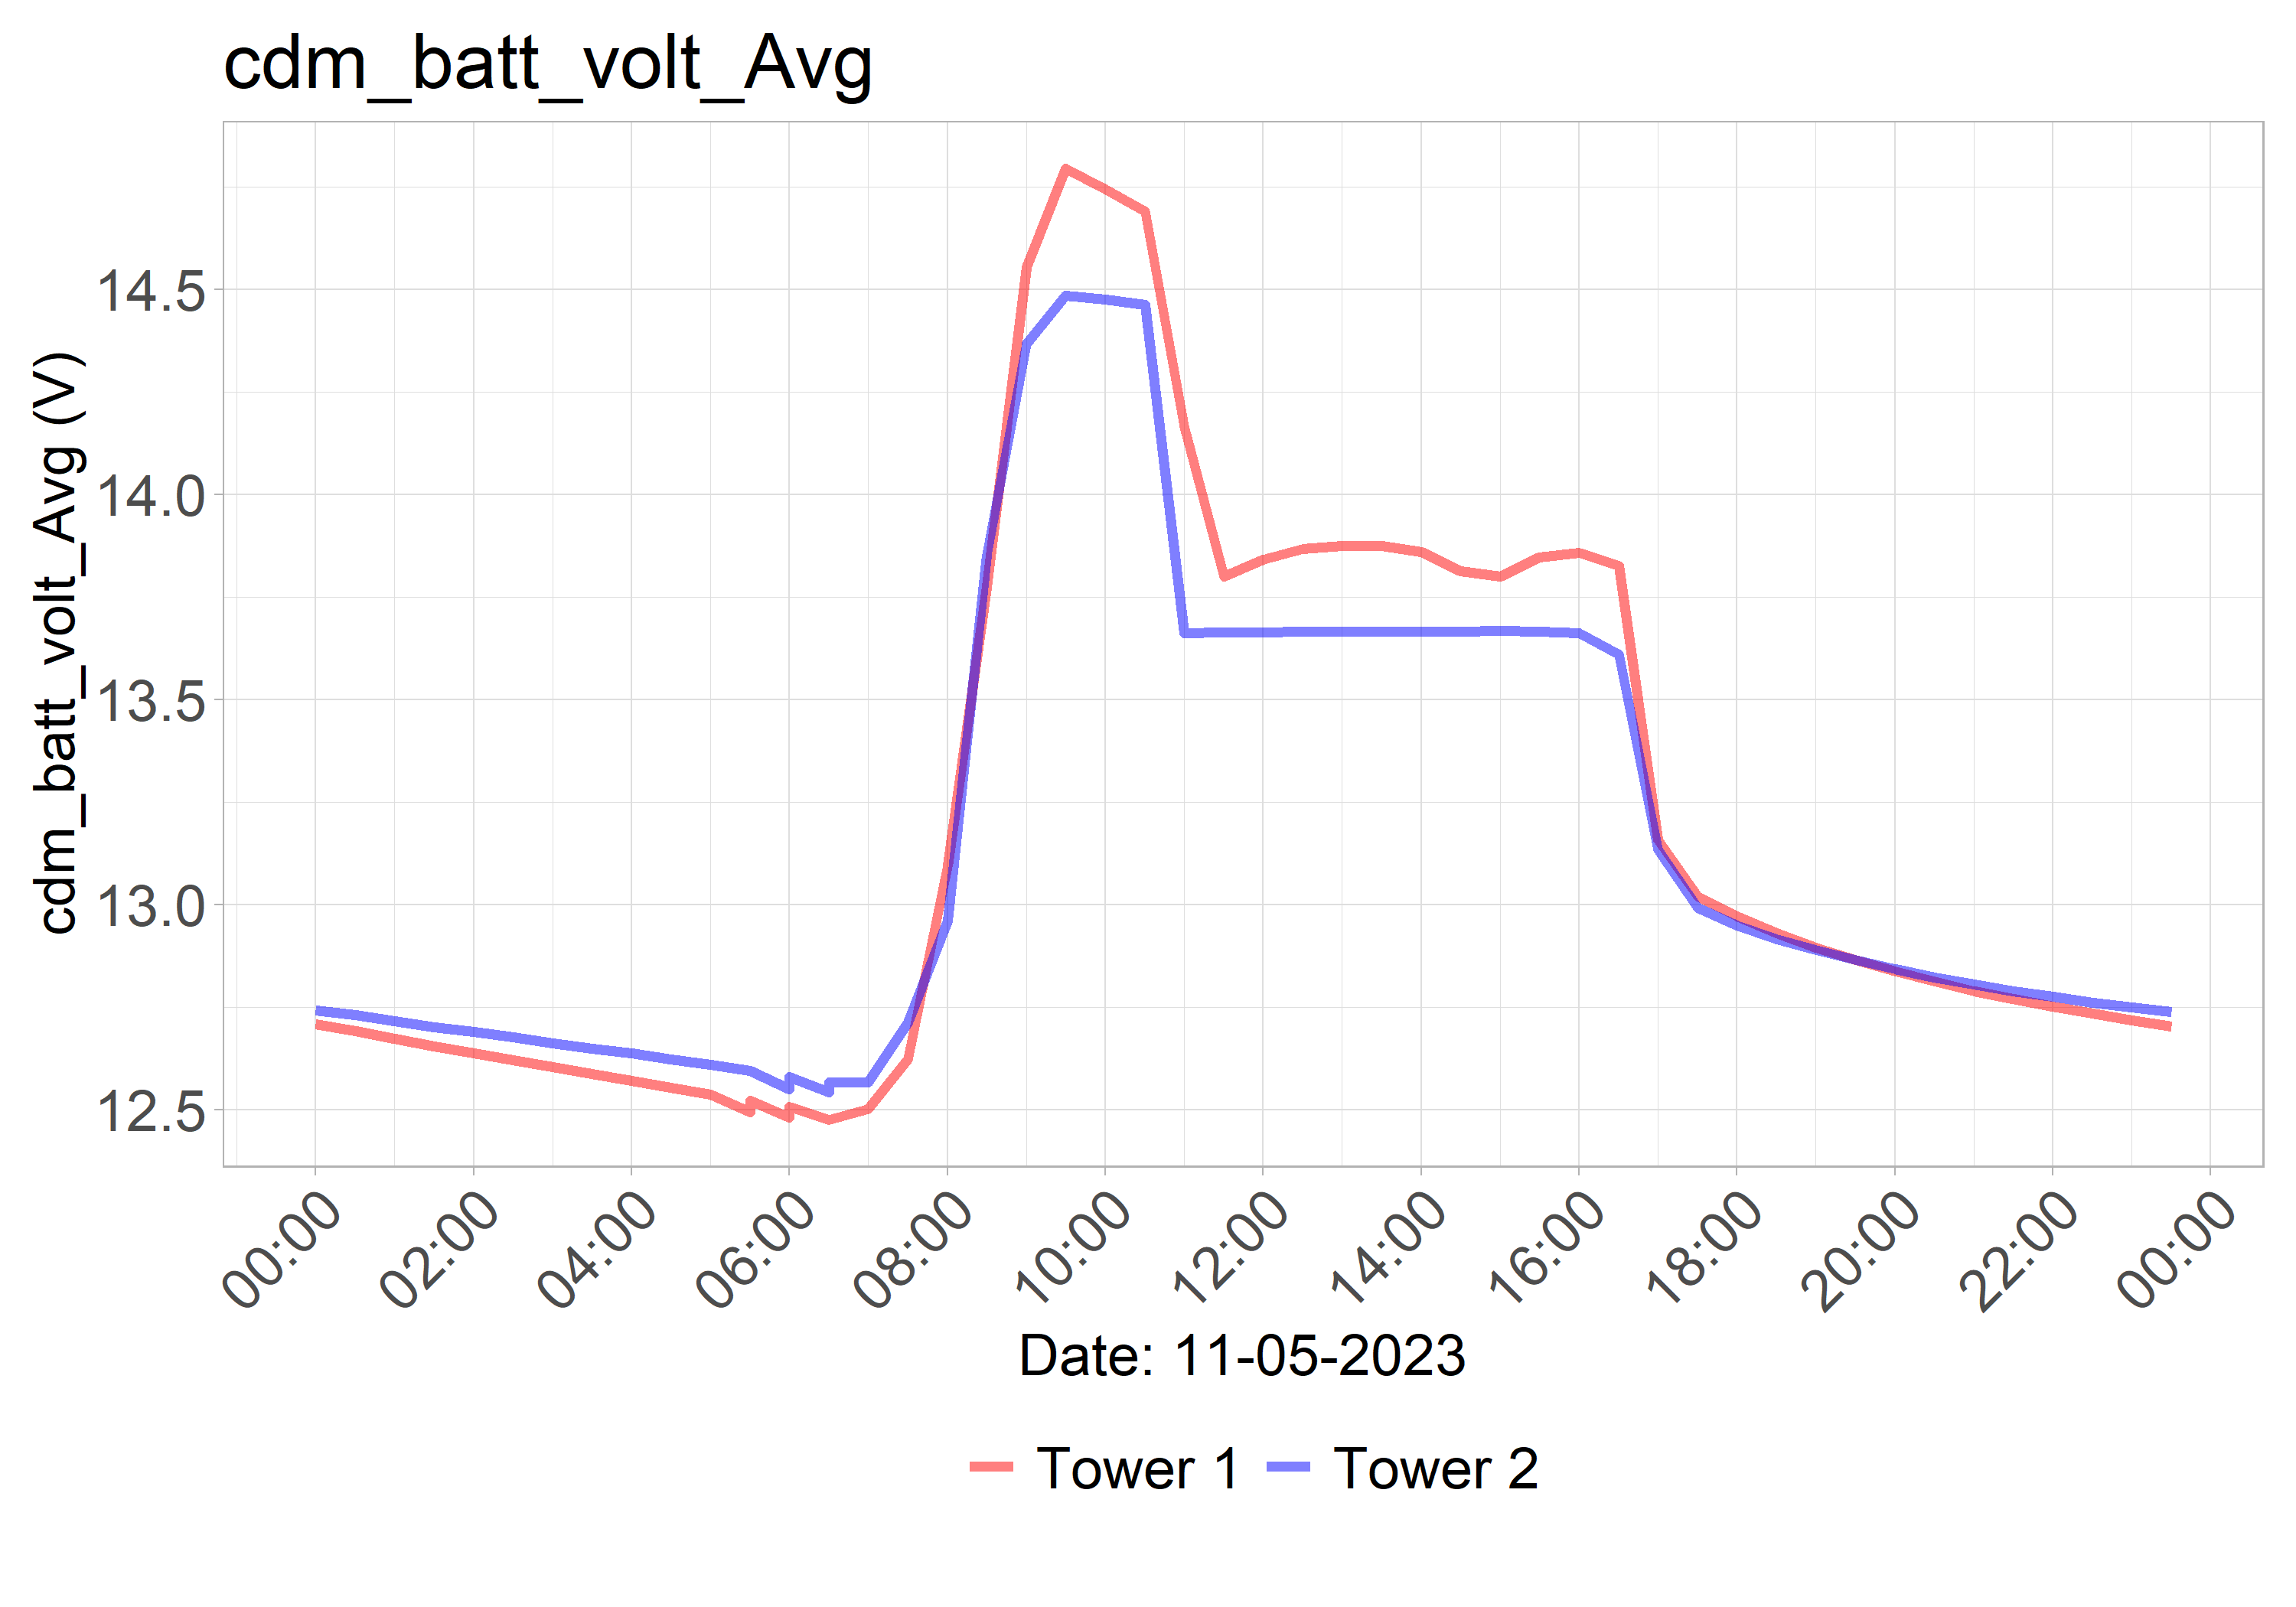 cdm_batt_volt_Avg
cdm_batt_volt_Avg (V)
14.5
14.0
13.5
13.0
12.5
00:00 02:00 04:00 06:00 08:00 10:00 12:00 14:00 16:00 18:00 20:00 22:00 00:00
Date: 11-05-2023
Tower 1 Tower 2